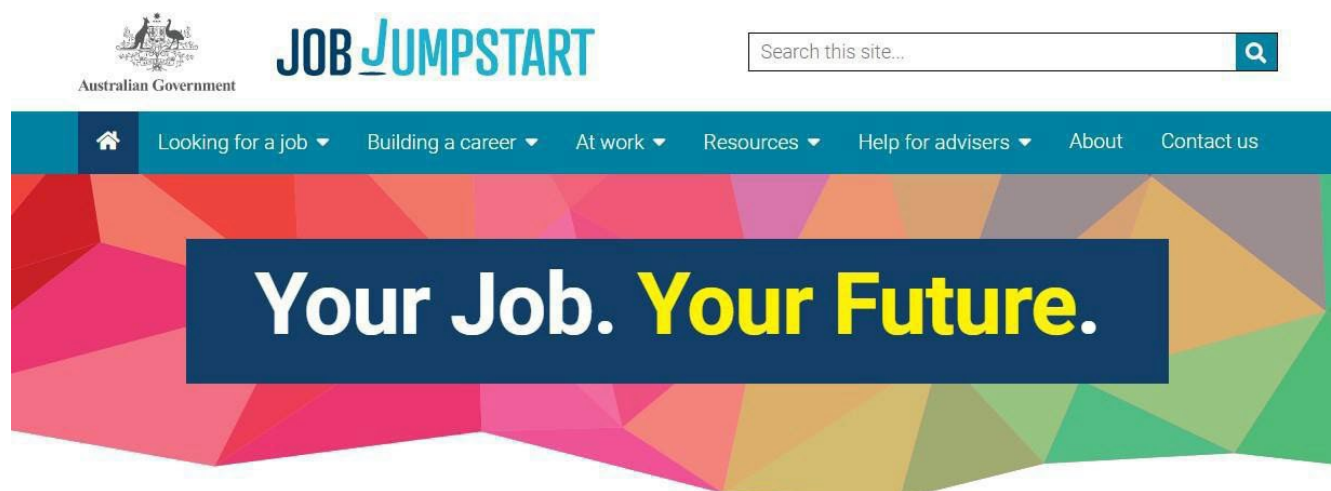 JOB JUMPSTART
Search this site...
Australian Government
Looking for a job Building a career At work Resources Help for advisers About Contact us
Your Job. Your Future.